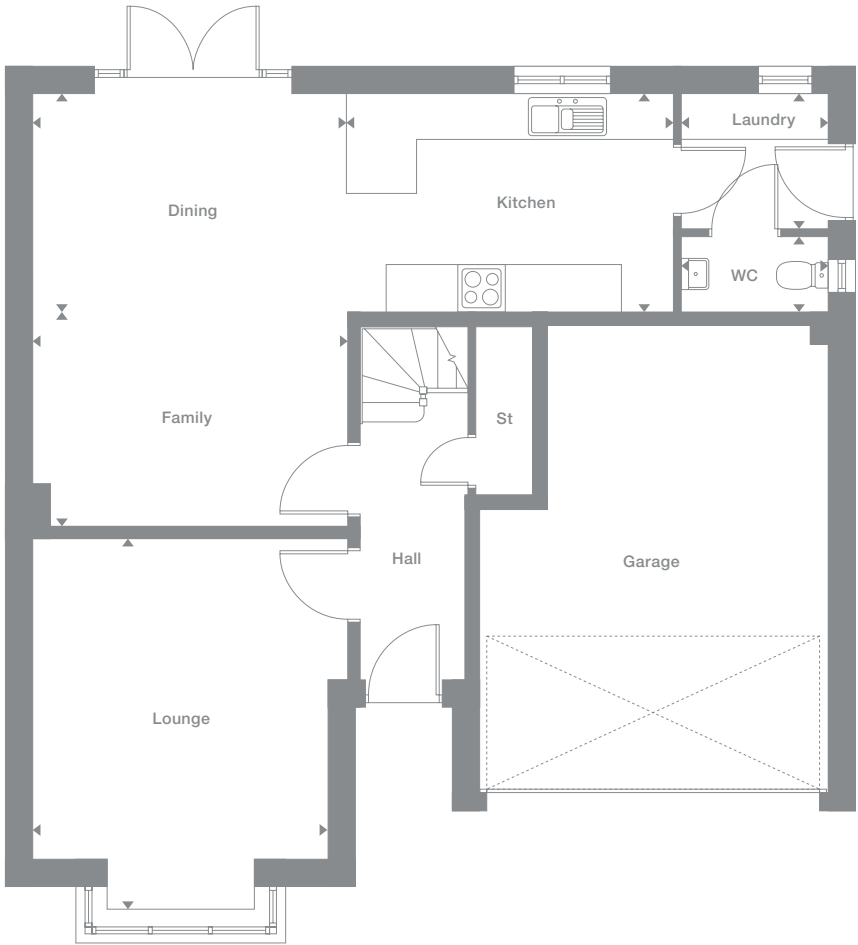 Laundry
Dining
Kitchen
WC
Family
St
Hall
Garage
Lounge